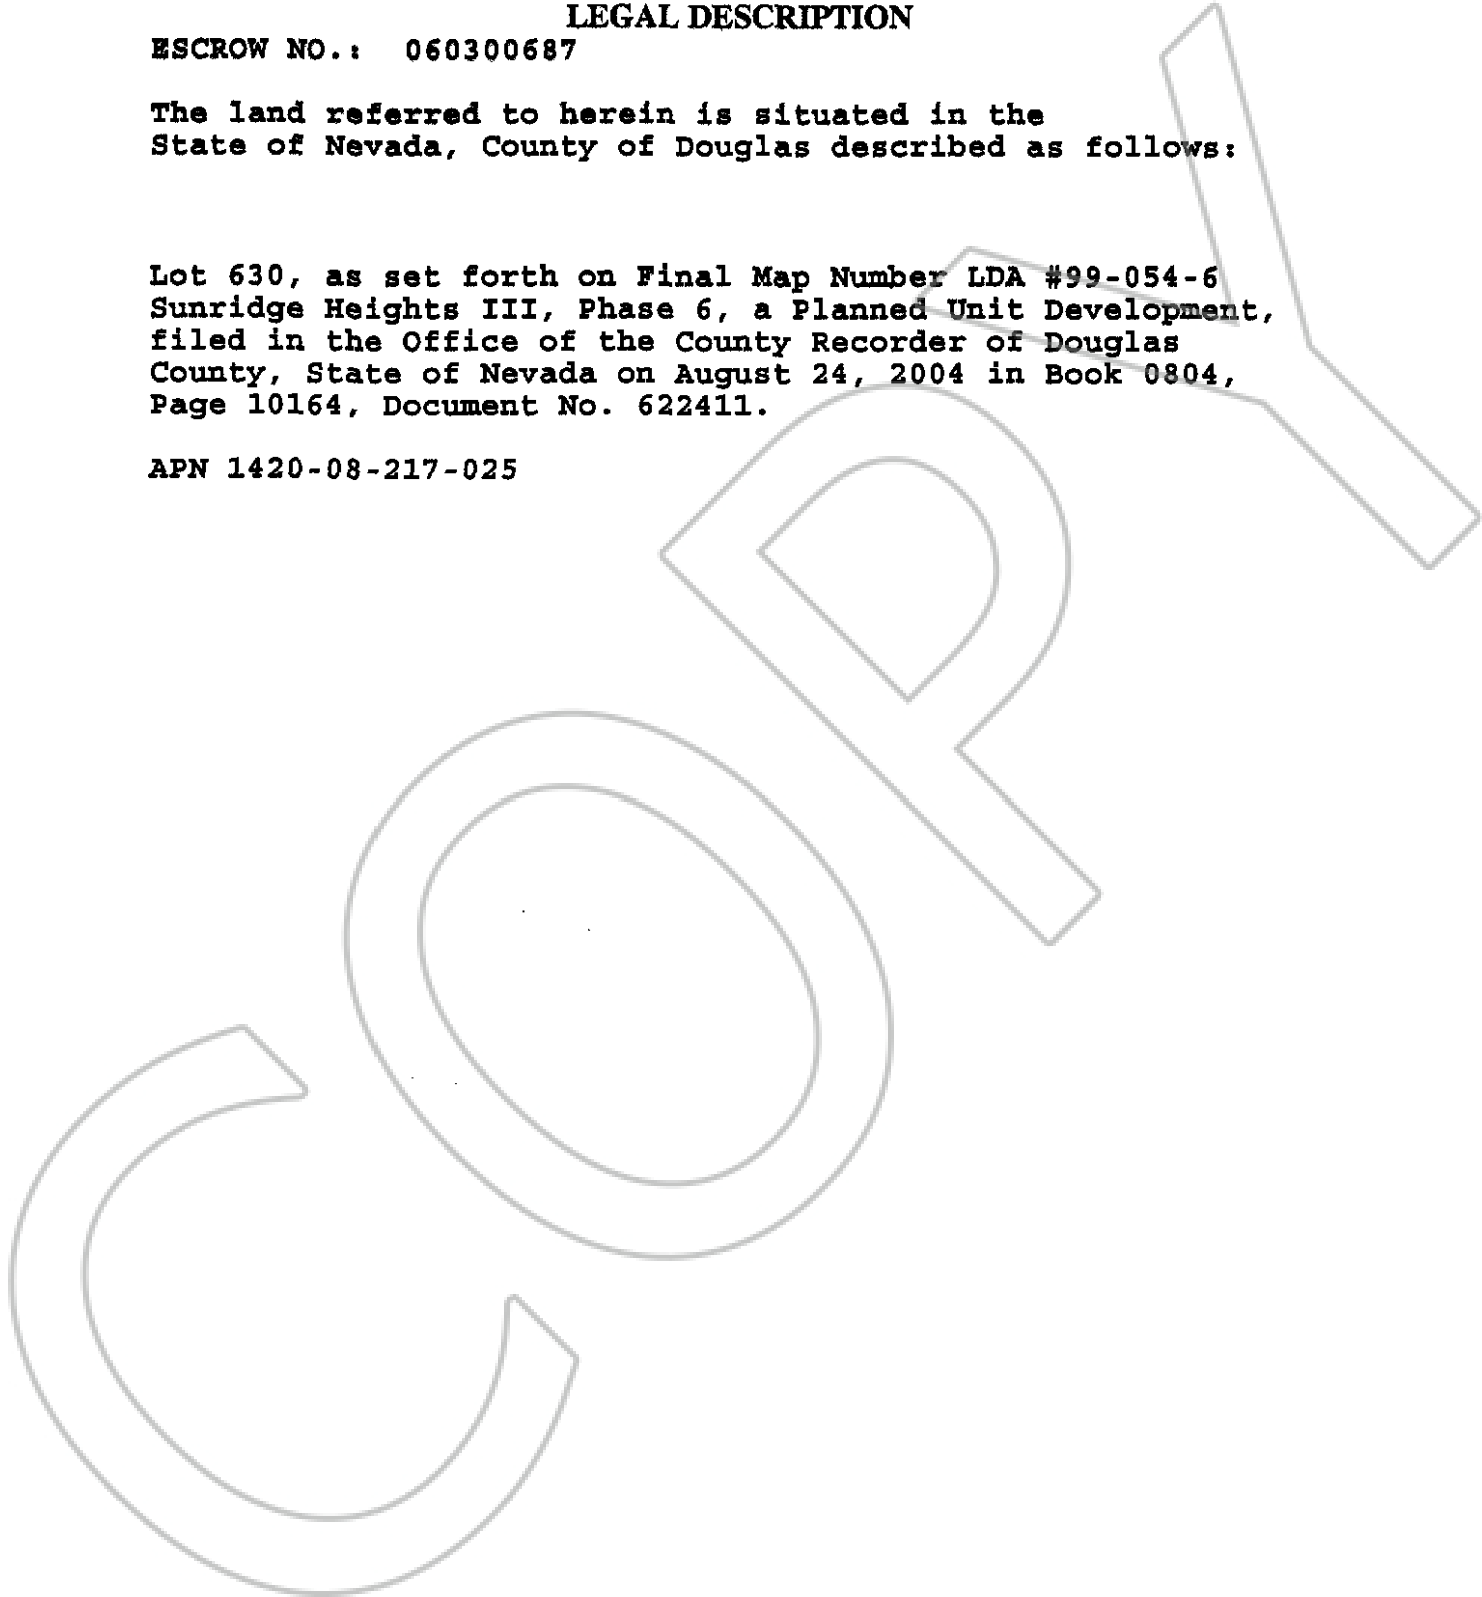 LEGAL DESCRIPTION
ESCROW NO.: 060300687
The land referred to herein is situated in the
State of Nevada, County of Douglas described as follows:
Lot 630, as set forth on Final Map Number LDA #99-054-6
Sunridge Heights III, Phase 6, a Planned Unit Development,
filed in the Office of the County Recorder of Douglas
County, State of Nevada on August 24, 2004 in Book 0804,
Page 10164, Document No. 622411.
APN 1420-08-217-025
COPY